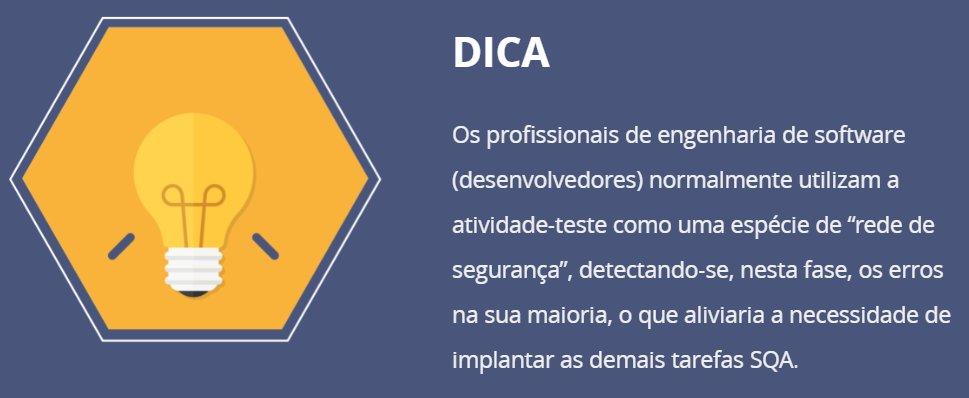 DICA
Os profissionais de engenharia de software
(desenvolvedores) normalmente utilizam a
atividade-teste como uma espécie de “rede de
segurança”, detectando-se, nesta fase, os erros
na sua maioria, o que aliviaria a necessidade de
implantar as demais tarefas SQA.